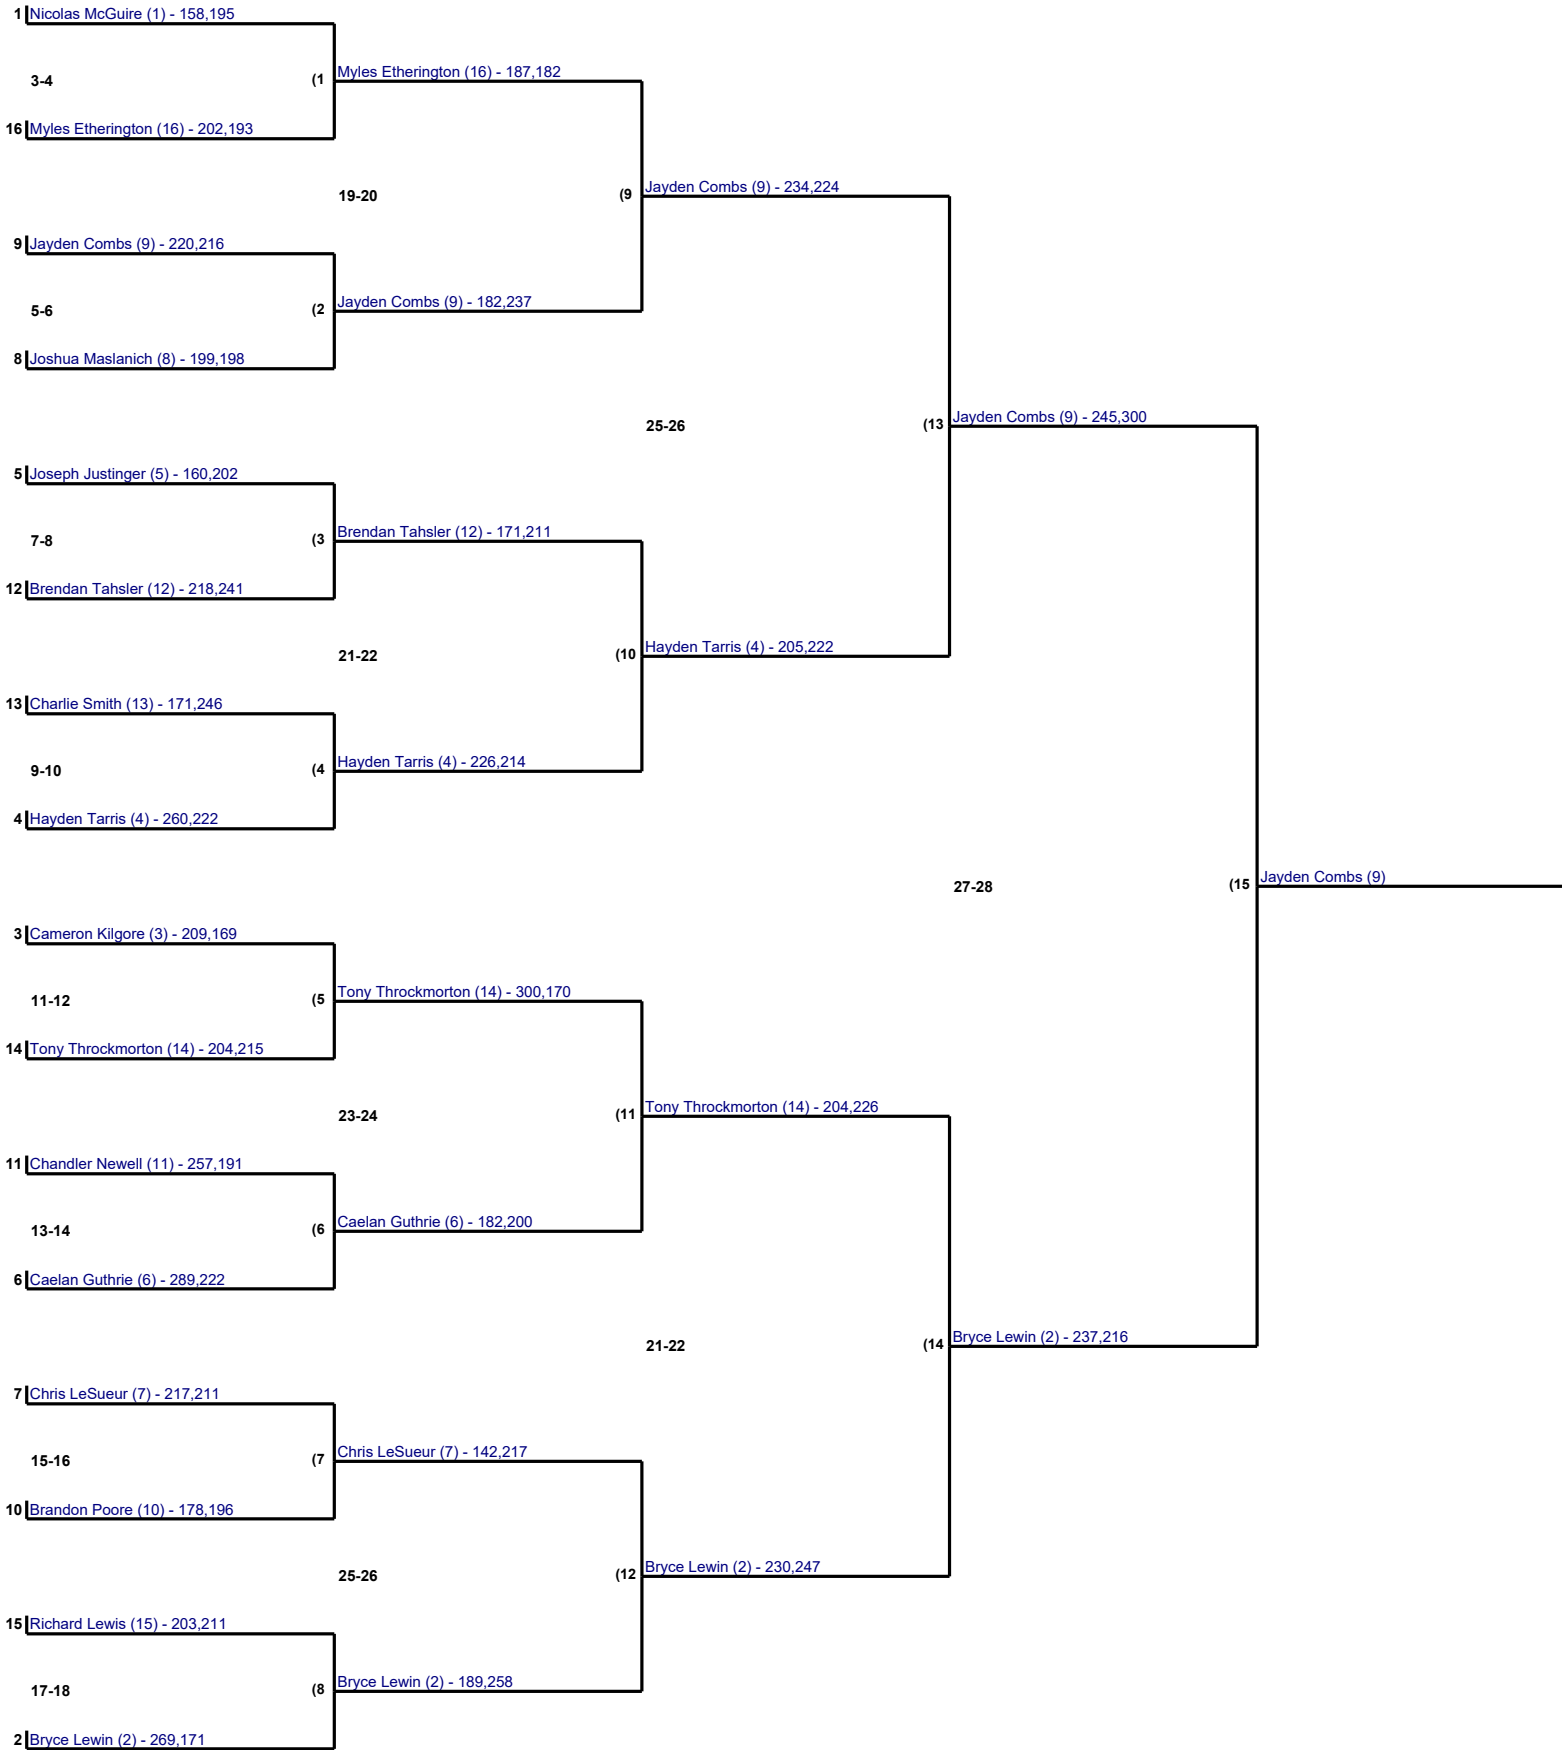 1 Nicolas McGuire (1) - 158,195
3-4 (1 Myles Etherington (16) - 187,182
16 Myles Etherington (16) - 202,193
19-20 (9 Jayden Combs (9) - 234,224
9 Jayden Combs (9) - 220,216
5-6 (2 Jayden Combs (9) - 182,237
8 Joshua Maslanich (8) - 199,198
25-26 (13 Jayden Combs (9) - 245,300
5 Joseph Justinger (5) - 160,202
7-8 (3 Brendan Tahsler (12) - 171,211
12 Brendan Tahsler (12) - 218,241
21-22 (10 Hayden Tarris (4) - 205,222
13 Charlie Smith (13) - 171,246
9-10 (4 Hayden Tarris (4) - 226,214
4 Hayden Tarris (4) - 260,222
27-28 (15 Jayden Combs (9)
3 Cameron Kilgore (3) - 209,169
11-12 (5 Tony Throckmorton (14) - 300,170
14 Tony Throckmorton (14) - 204,215
23-24 (11 Tony Throckmorton (14) - 204,226
11 Chandler Newell (11) - 257,191
13-14 (6 Caelan Guthrie (6) - 182,200
6 Caelan Guthrie (6) - 289,222
21-22 (14 Bryce Lewin (2) - 237,216
7 Chris LeSueur (7) - 217,211
15-16 (7 Chris LeSueur (7) - 142,217
10 Brandon Poore (10) - 178,196
25-26 (12 Bryce Lewin (2) - 230,247
15 Richard Lewis (15) - 203,211
17-18 (8 Bryce Lewin (2) - 189,258
2 Bryce Lewin (2) - 269,171